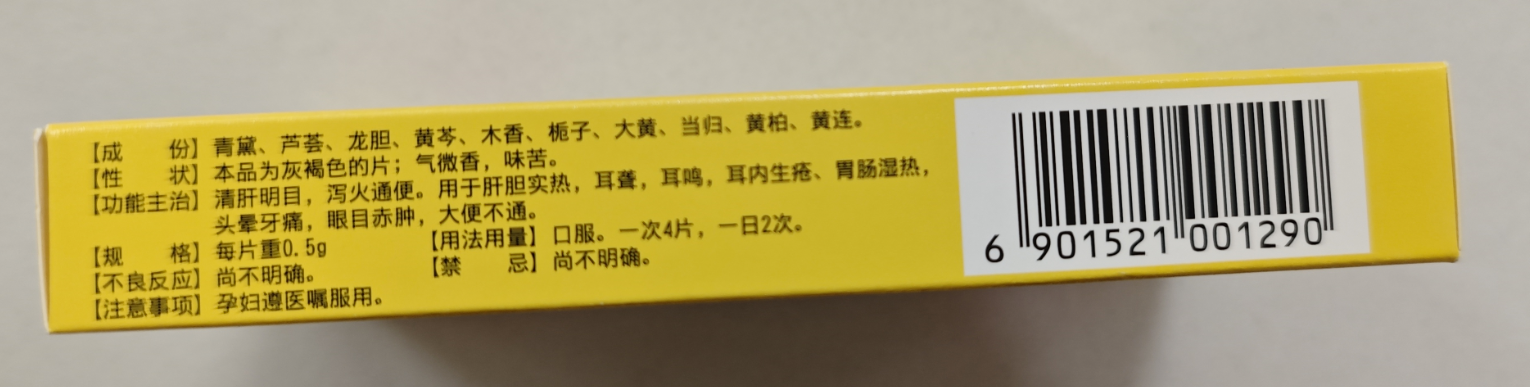 【成　　份】青黛、芦荟、龙胆、黄芩、木香、栀子、大黄、当归、黄柏、黄连。
【性　　状】本品为灰褐色的片；气微香，味苦。
【功能主治】清肝明目，泻火通便。用于肝胆实热，耳聋，耳鸣，耳内生疮、胃肠湿热，
头晕牙痛，眼目赤肿，大便不通。
【规　　格】每片重0.5g　【用法用量】口服。一次4片，一日2次。
【不良反应】尚不明确。　【禁　　忌】尚不明确。
【注意事项】孕妇遵医嘱服用。
6 901521 001290